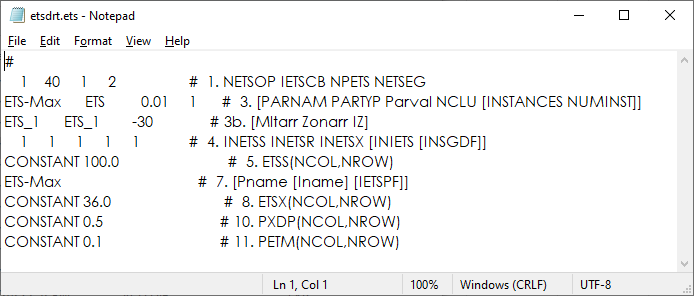 etsdrt.ets - Notepad
File Edit Format View Help
#
1 40 1 2 # 1. NETSOP IETSCB NPETS NETSEG
ETS-Max ETS 0.01 1 # 3. [PARNAM PARTYP Parval NCLU [INSTANCES NUMINST]]
ETS_1 ETS_1 -30 # 3b. [Mltarr Zonarr IZ]
1 1 1 1 1 # 4. INETSS INETSR INETSX [INIETS [INSGDF]]
CONSTANT 100.0 # 5. ETSS(NCOL,NROW)
ETS-Max # 7. [Pname [Iname] [IETSPF]]
CONSTANT 36.0 # 8. ETSX(NCOL,NROW)
CONSTANT 0.5 # 10. PXDP(NCOL,NROW)
CONSTANT 0.1 # 11. PETM(NCOL,NROW)
Ln 1, Col 1 100% Windows (CRLF) UTF-8